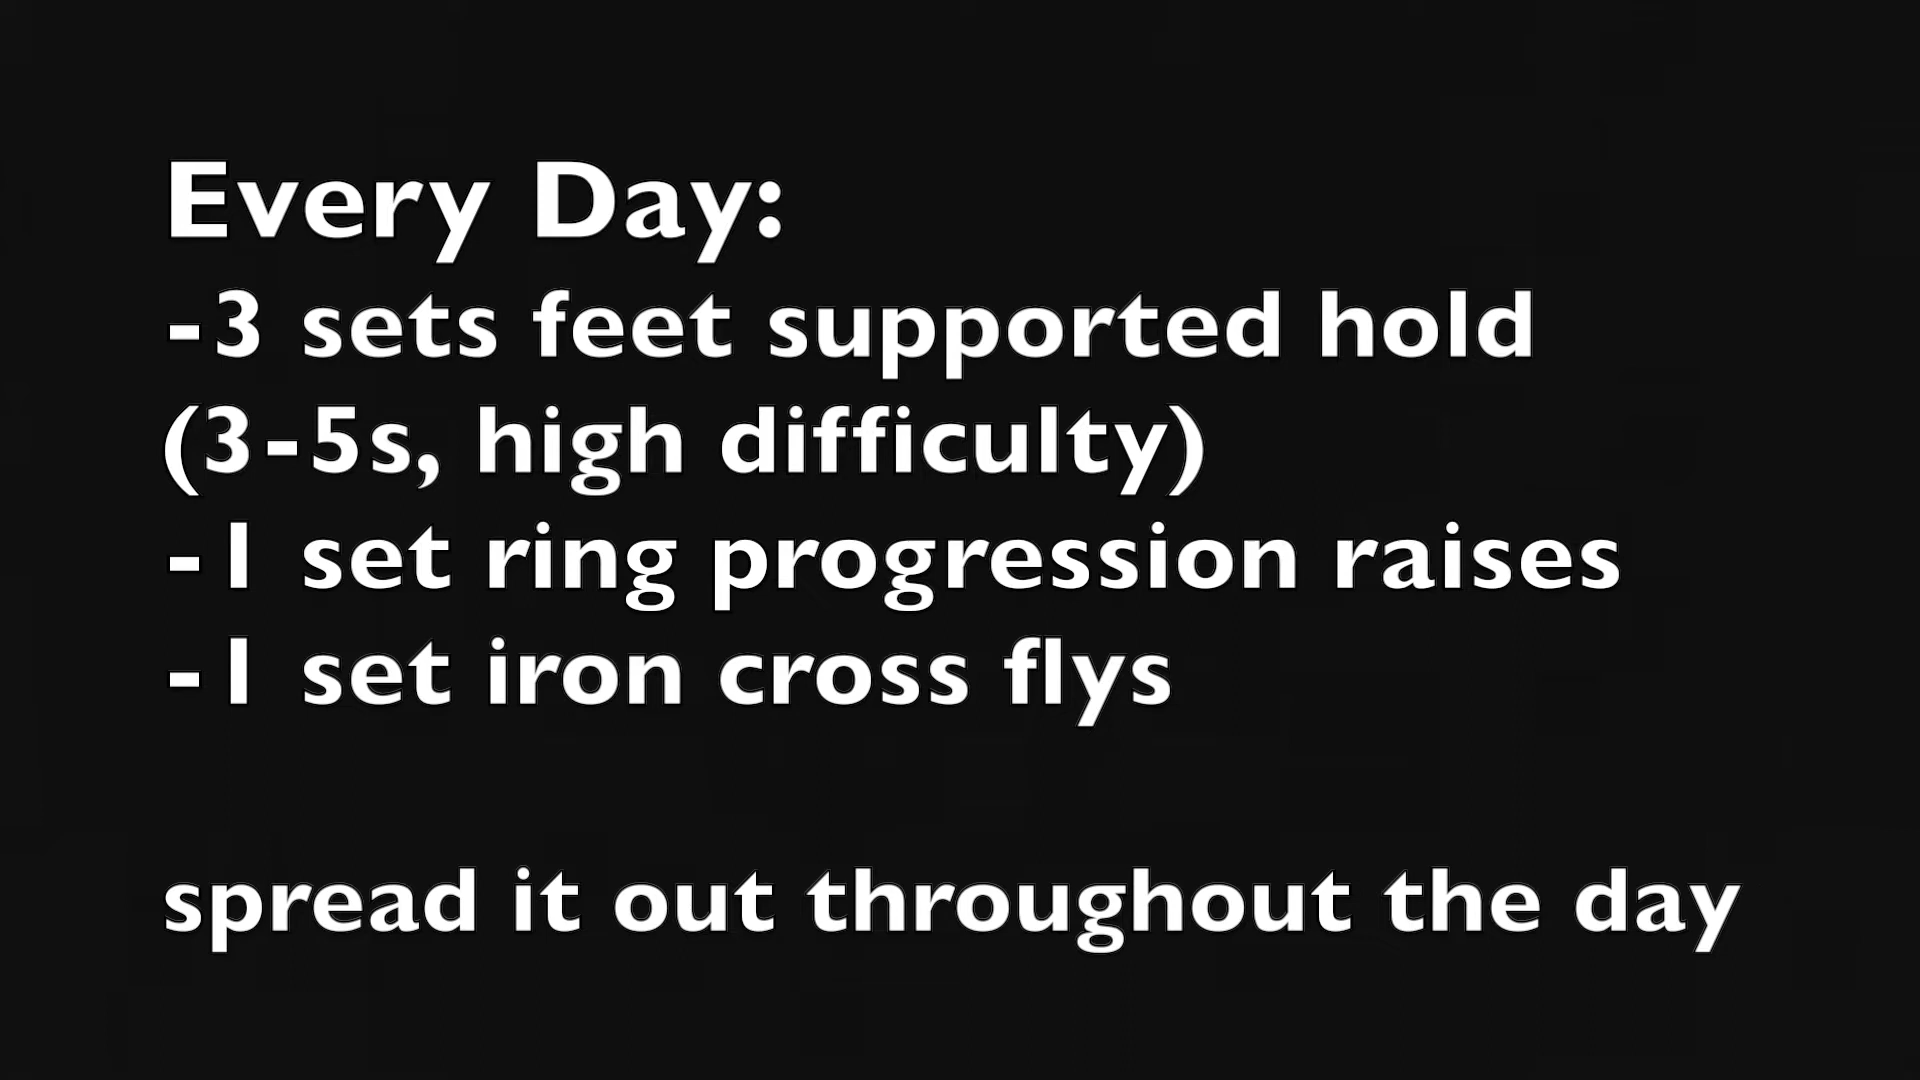 Every Day:
-3 sets feet supported hold
(3-5s, high difficulty)
-1 set ring progression raises
-1 set iron cross flys
spread it out throughout the day